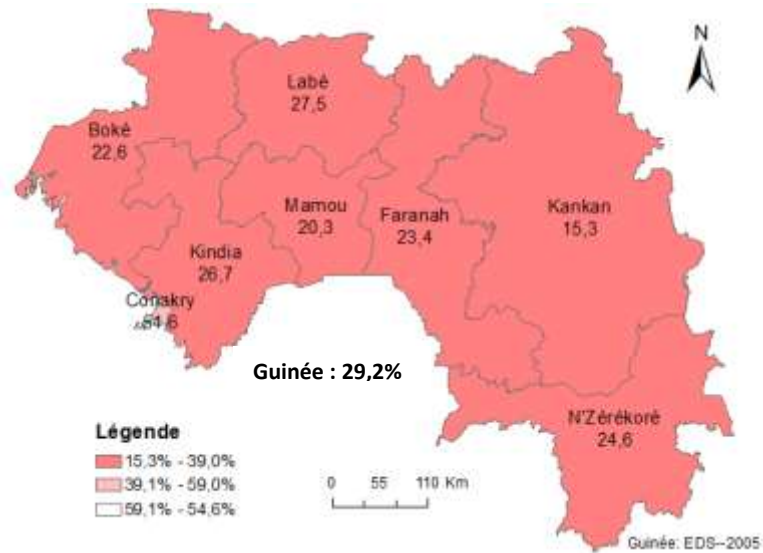 N
Labé
27,5
Boké
22,6
Mamou
20,3
Faranah
23,4
Kankan
15,3
Kindia
26,7
Conakry
54,6
Guinée : 29,2%
N'Zérékoré
24,6
Légende
15,3% - 39,0%
39,1% - 59,0%
59,1% - 54,6%
0 55 110 Km
Guinée: EDS--2005